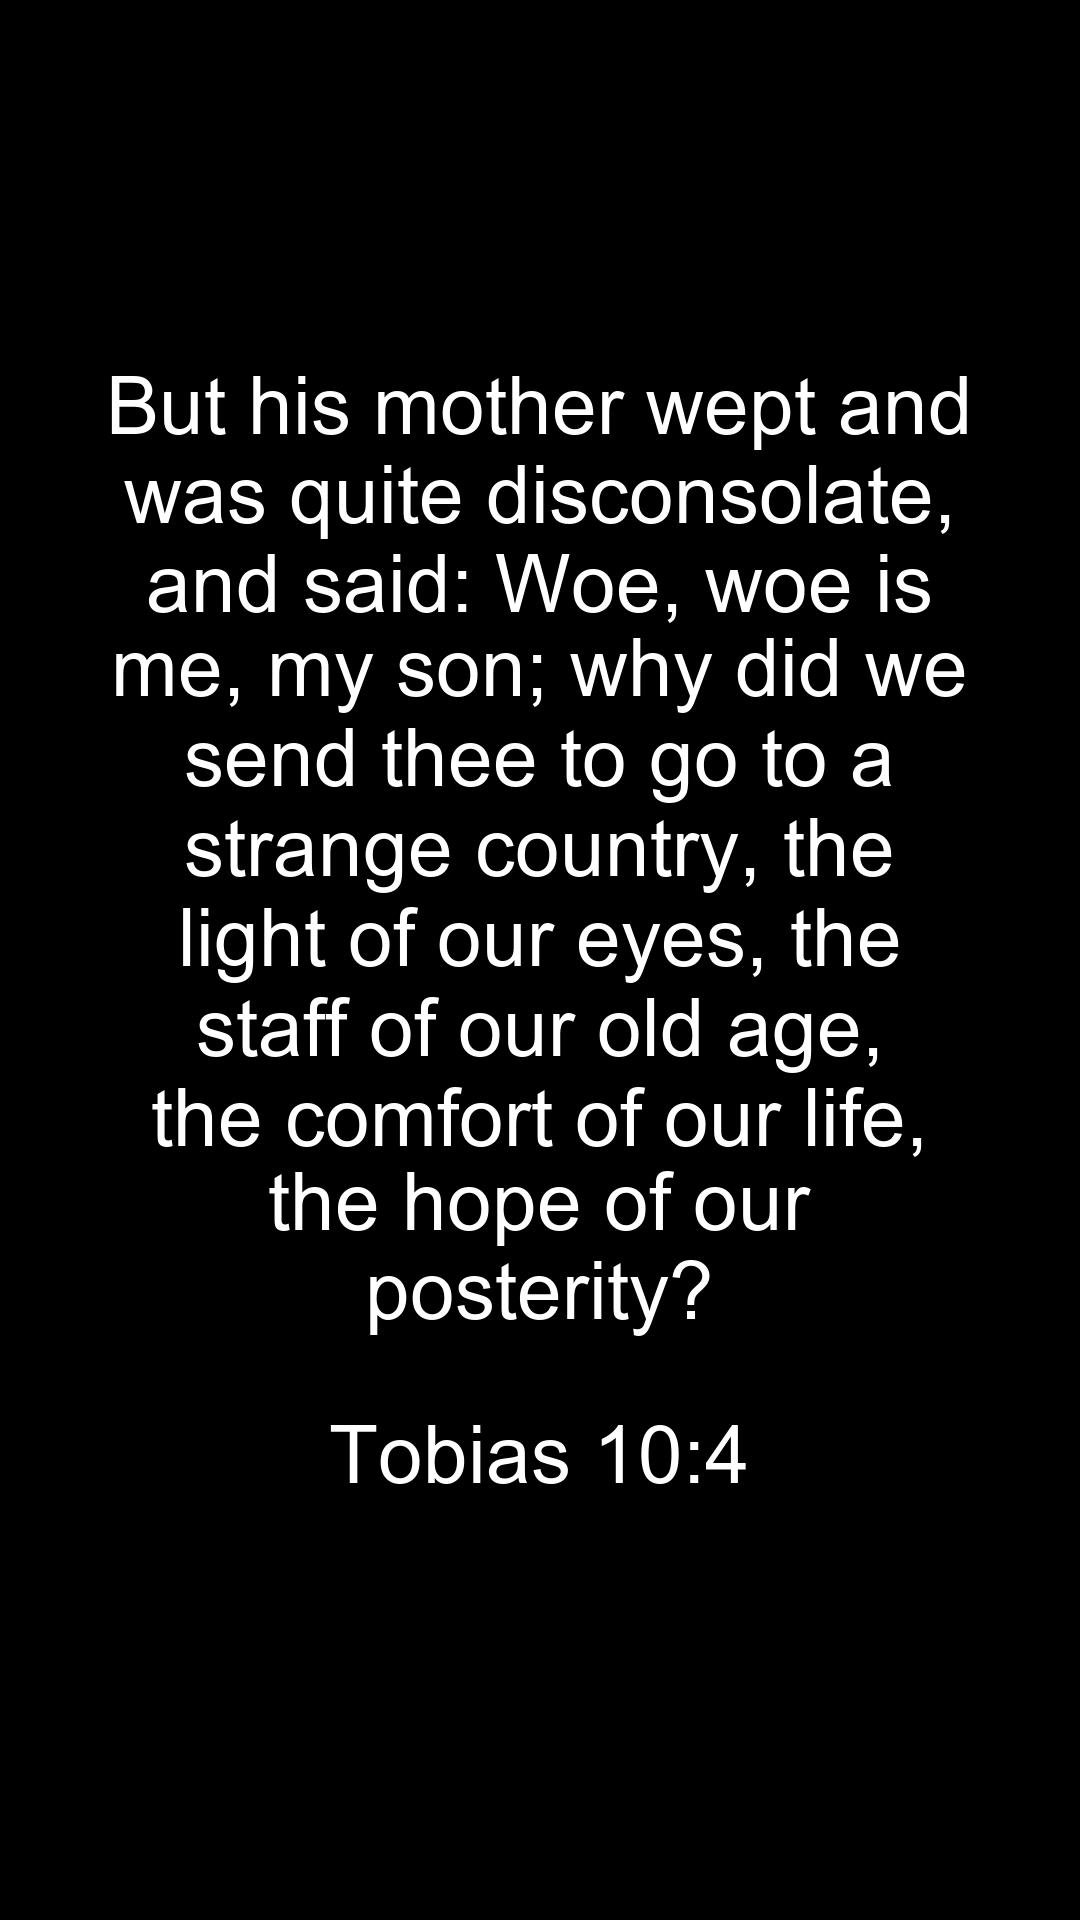 But his mother wept and
was quite disconsolate,
and said: Woe, woe is
me, my son; why did we
send thee to go to a
strange country, the
light of our eyes, the
staff of our old age,
the comfort of our life,
the hope of our
posterity?
Tobias 10:4